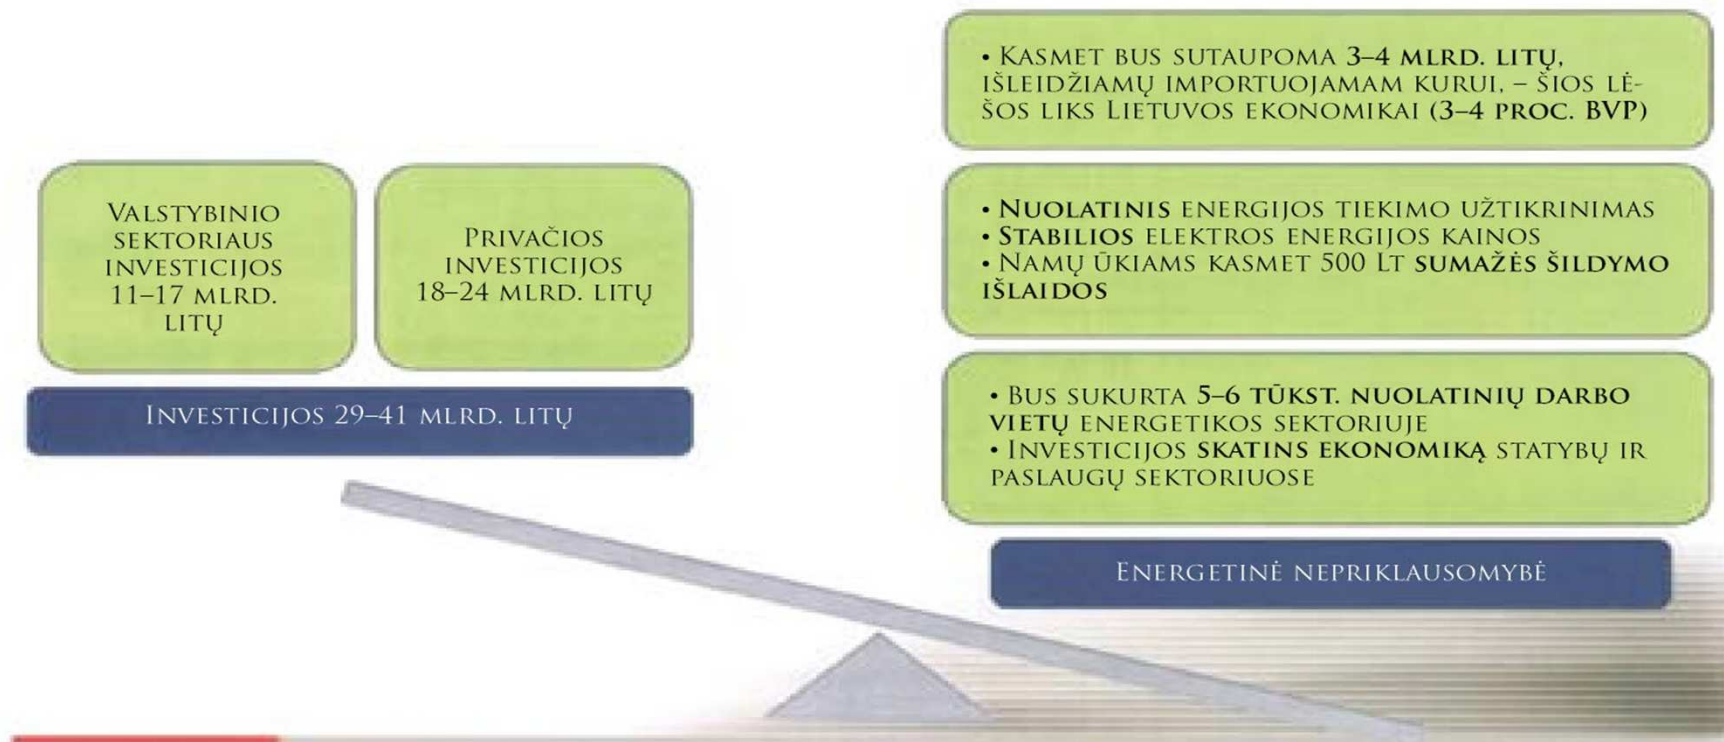 Valstybinio
sektoriaus
investicijos
11–17 mlrd.
litų
Privačios
investicijos
18–24 mlrd. litų
Investicijos 29–41 mlrd. litų
• Kasmet bus sutaupoma 3–4 mlrd. litų,
išleidžiamų importuojamam kurui, – šios lė-
šos liks Lietuvos ekonomikai (3–4 proc. BVP)
• Nuolatinis energijos tiekimo užtikrinimas
• Stabilios elektros energijos kainos
• Namų ūkiams kasmet 500 Lt sumažės šildymo
išlaidos
• Bus sukurta 5–6 tūkst. nuolatinių darbo
vietų energetikos sektoriuje
• Investicijos skatins ekonomiką statybų ir
paslaugų sektoriuose
Energetinė nepriklausomybė